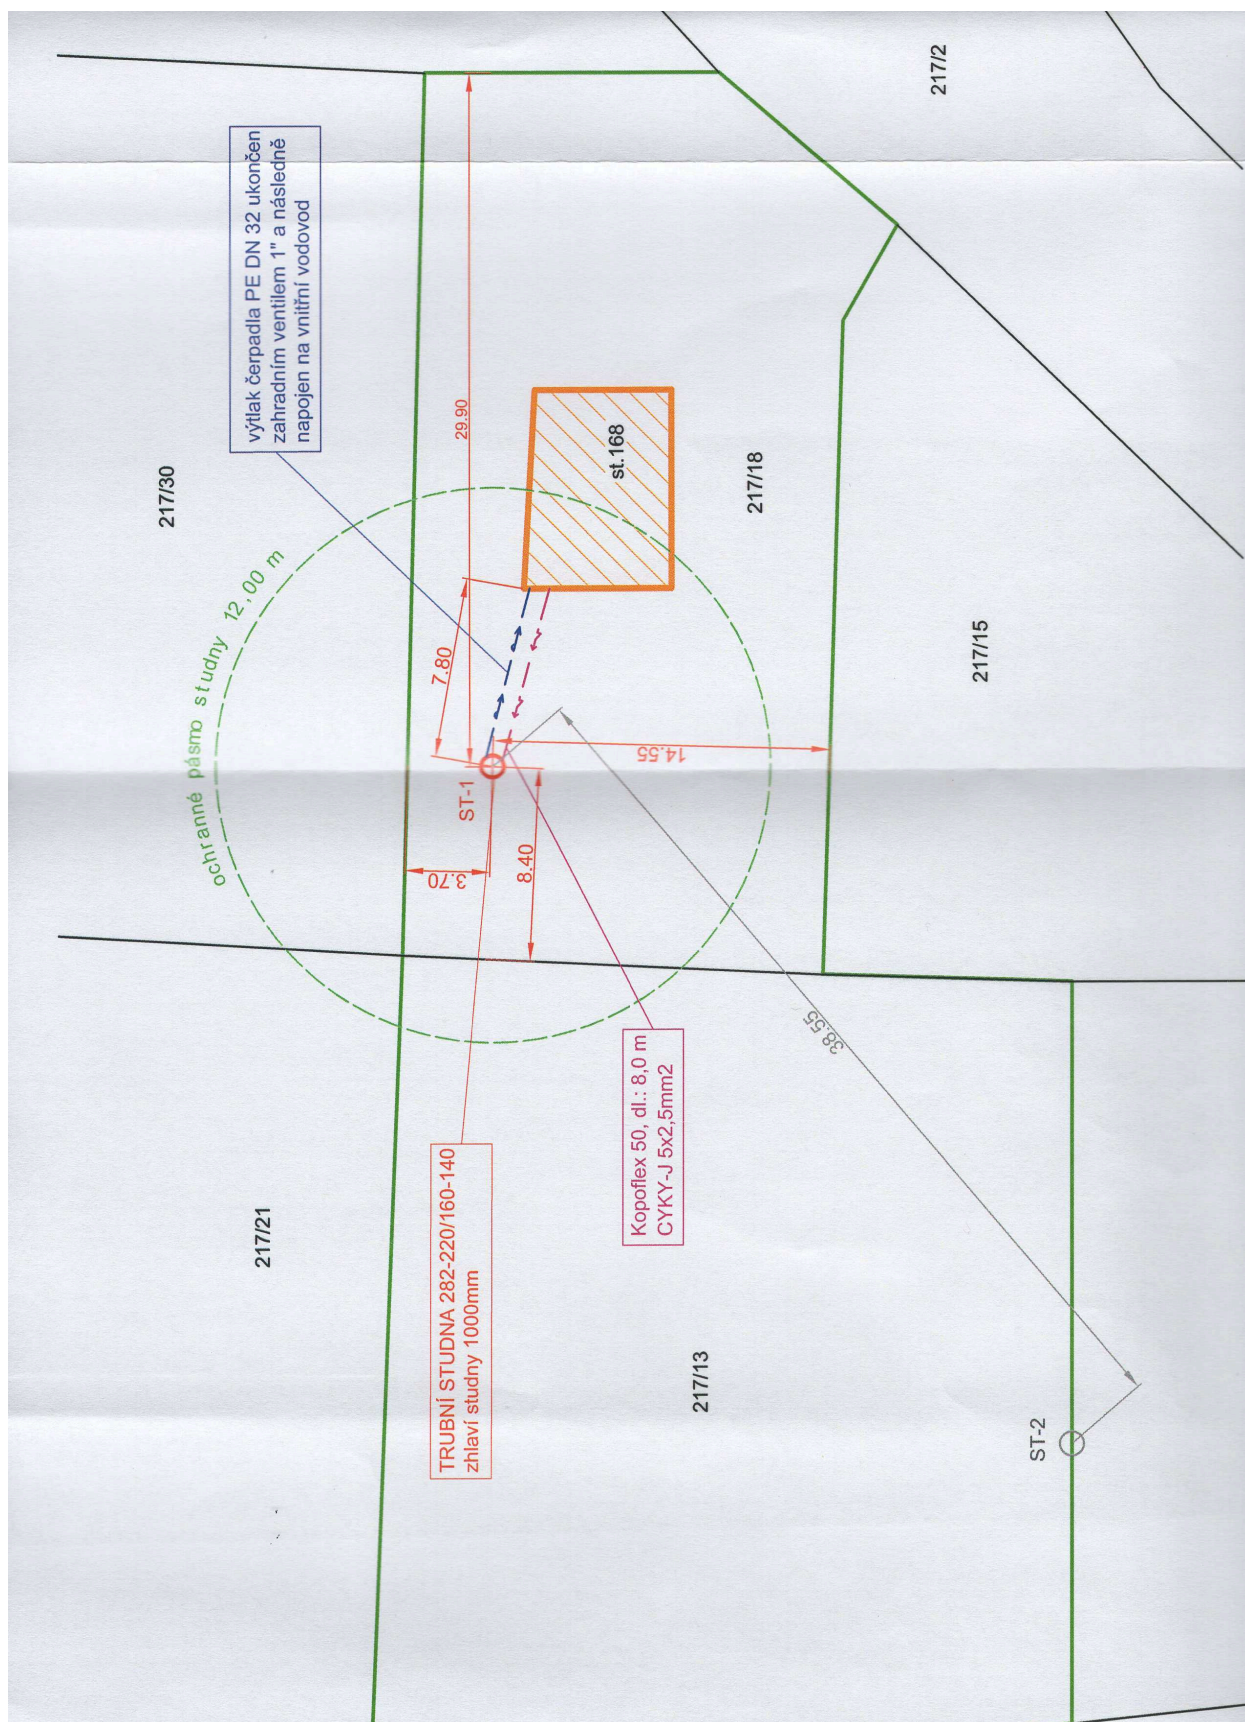 217/2
výtlak čerpadla PE DN 32 ukončen
zahradním ventilem 1" a následně
napojen na vnitřní vodovod
217/30
29.90
st.168
217/18
ochranné pásmo studny 12,00 m
7.80
217/15
14.55
ST-1
3.70
8.40
38.55
Kopoflex 50, dl.: 8,0 m
CYKY-J 5x2,5mm2
TRUBNÍ STUDNA 282-220/160-140
zhlaví studny 1000mm
217/21
217/13
ST-2